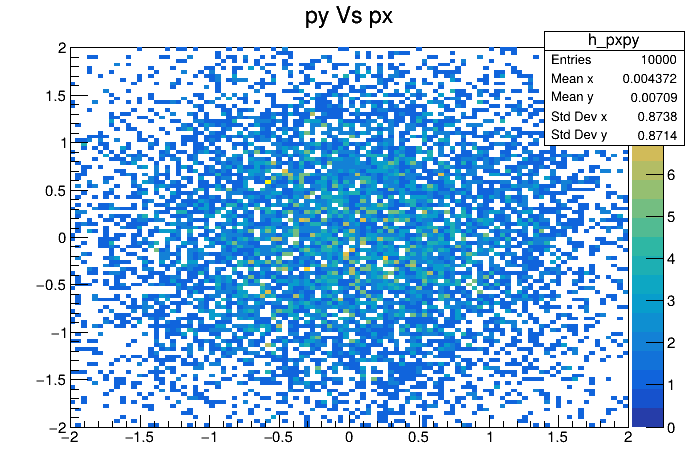 py Vs px
h_pxpy
Entries 10000
Mean x 0.004372
Mean y 0.00709
Std Dev x 0.8738
Std Dev y 0.8714
2
1.5
1
0.5
0
−0.5
−1
−1.5
−2
−2 −1.5 −1 −0.5 0 0.5 1 1.5 2
6
5
4
3
2
1
0